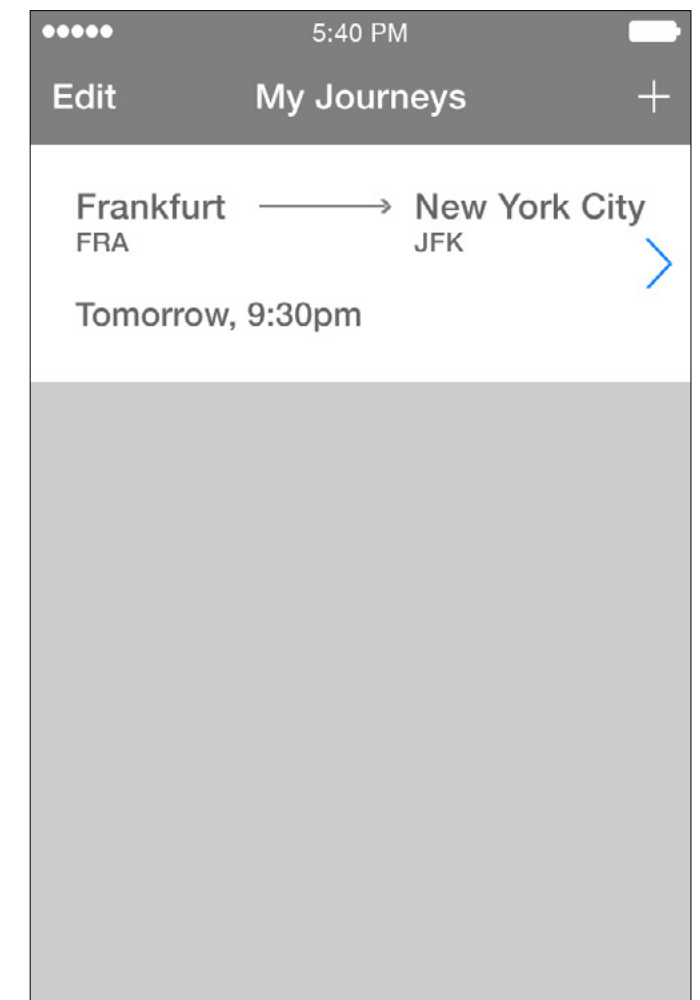 5:40 PM
Edit My Journeys +
Frankfurt New York City
FRA JFK
Tomorrow, 9:30pm